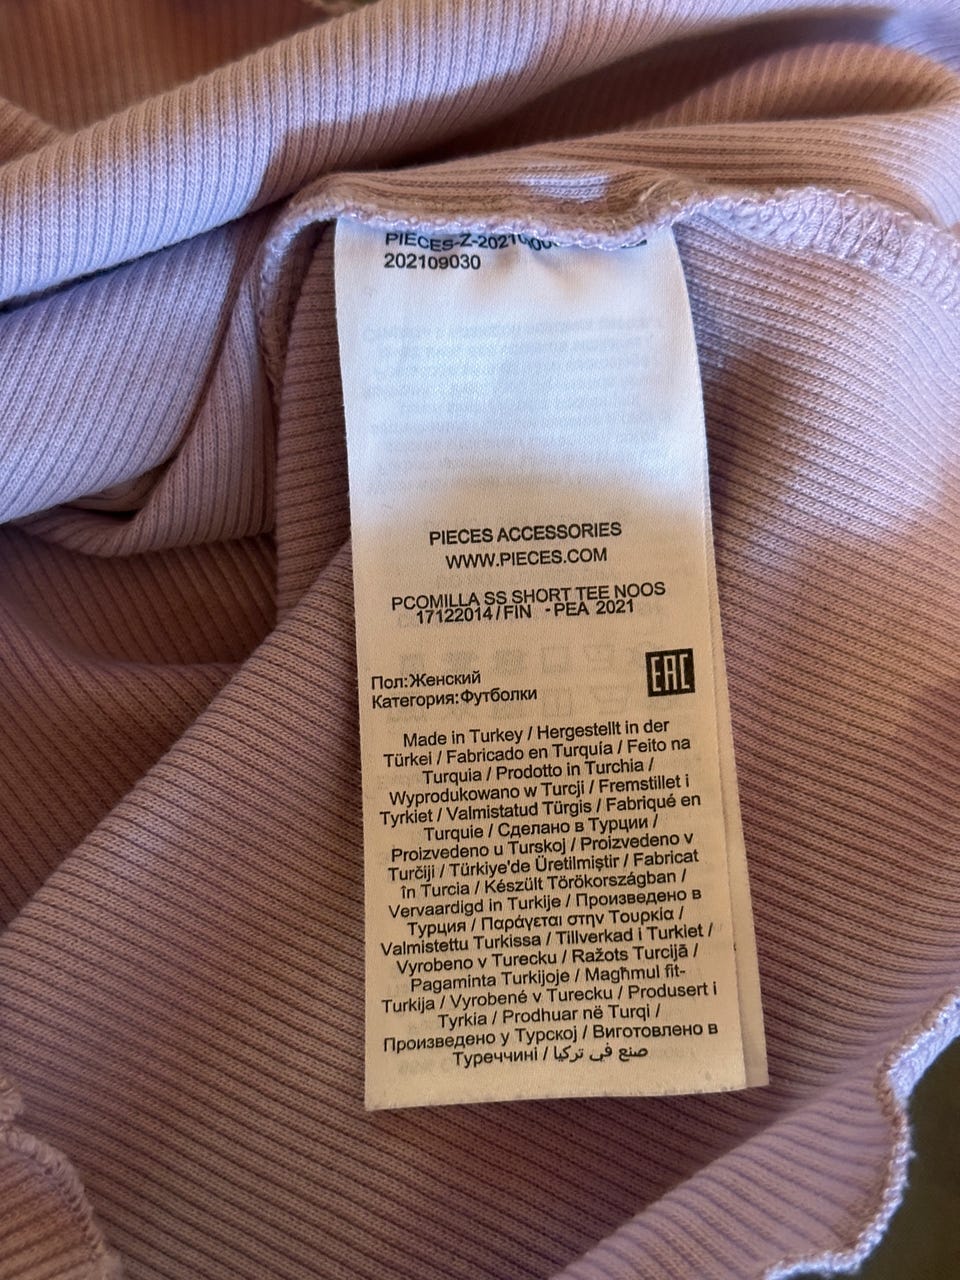 PIECES-Z-20210
202109030
PIECES ACCESSORIES
WWW.PIECES.COM
PCOMILLA SS SHORT TEE NOOS
17122014/FIN -PEA 2021
EAC
Пол:Женский
Категория:Футболки
Made in Turkey / Hergestellt in der
Türkei / Fabricado en Turquía / Feito na
Turquia / Prodotto in Turchia /
Wyprodukowano w Turcji / Fremstillet i
Tyrkiet / Valmistatud Türgis / Fabriqué en
Turquie / Сделано в Турции /
Proizvedeno u Turskoj / Proizvedeno v
Turčiji / Türkiye'de Üretilmiştir / Fabricat
în Turcia / Készült Törökországban /
Vervaardigd in Turkije / Произведено в
Турция / Παράγεται στην Τουρκία /
Valmistettu Turkissa / Tillverkad i Turkiet /
Vyrobeno v Turecku / Ražots Turcijā /
Pagaminta Turkijoje / Magħmul fit-
Turkija / Vyrobené v Turecku / Produsert i
Tyrkia / Prodhuar në Turqi /
Произведено у Турској / Виготовлено в
Туреччині / صنع في تركيا